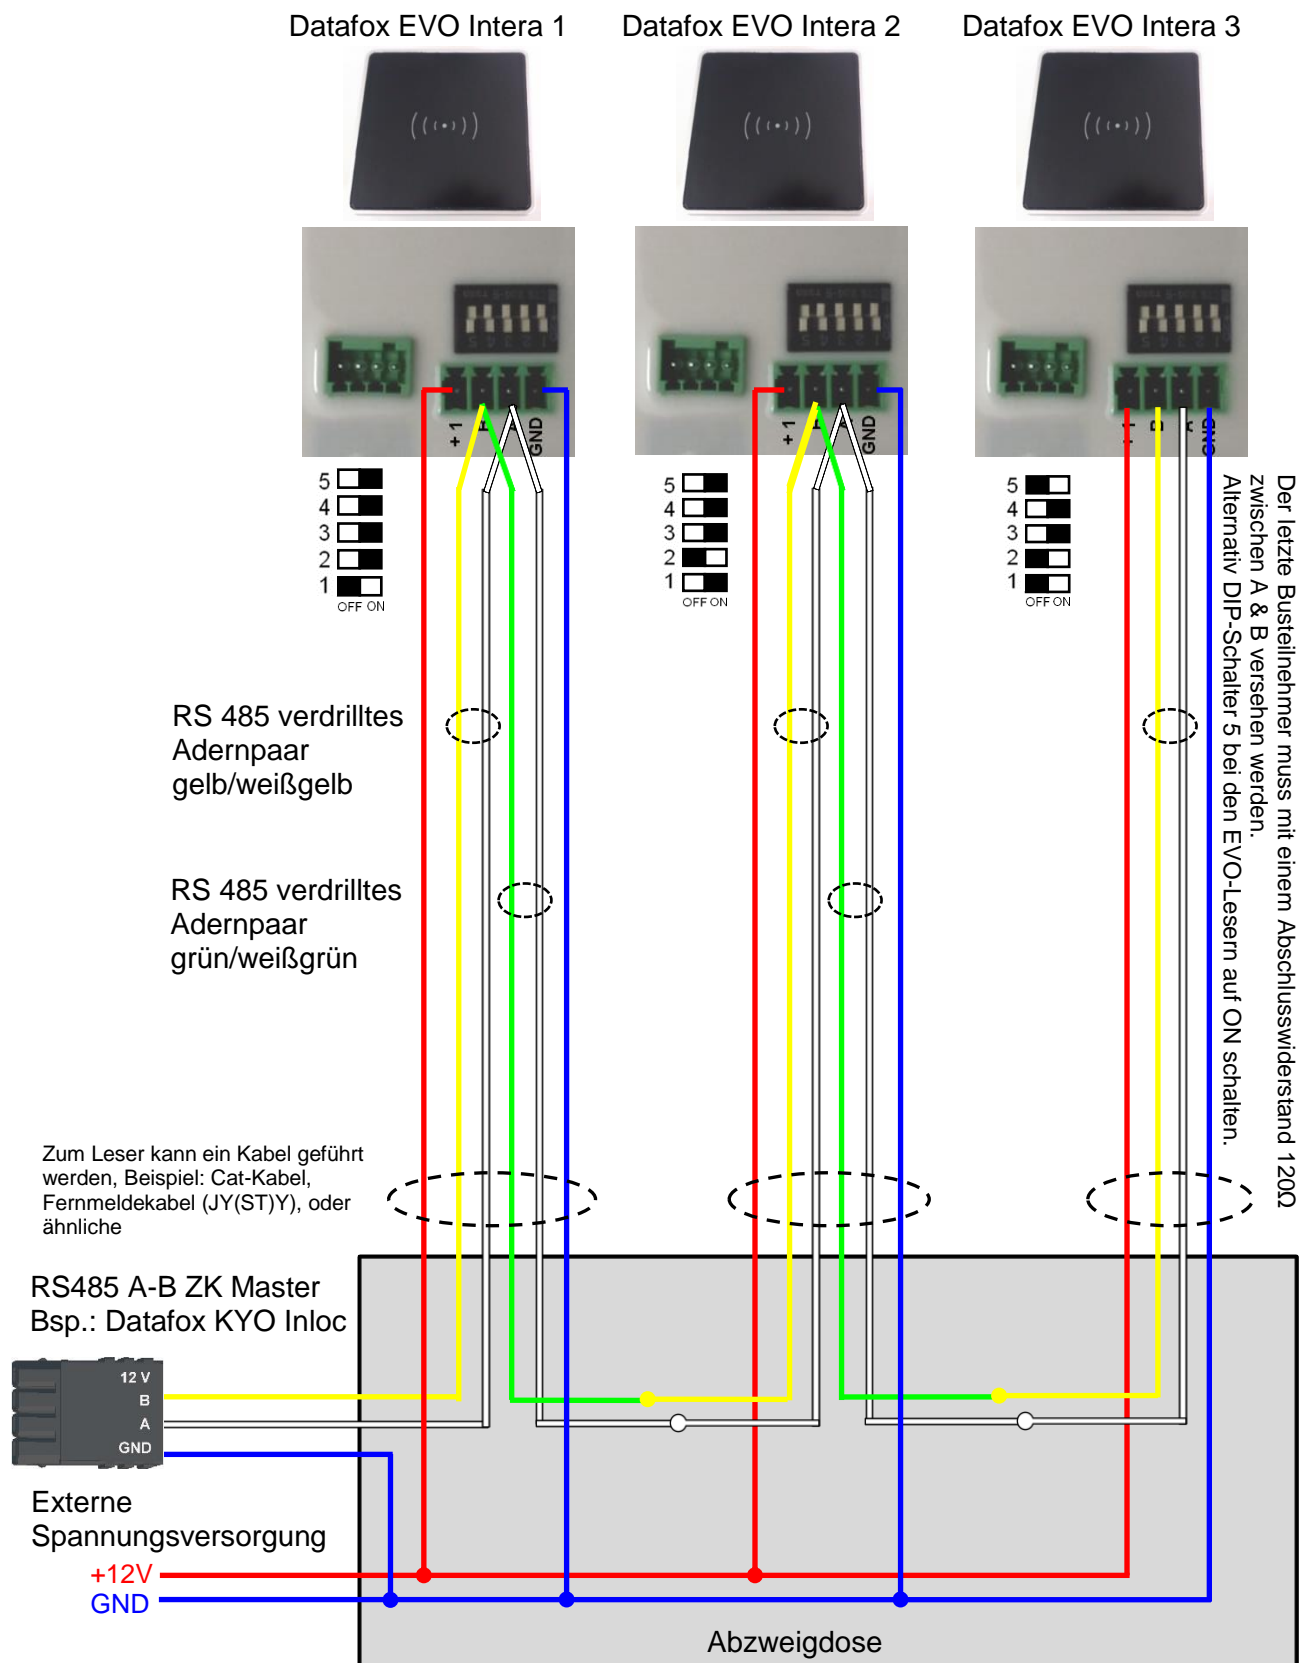 Datafox EVO Intera 1
Datafox EVO Intera 2
Datafox EVO Intera 3
+ 1
GND
+ 1
GND
GND
5
4
3
2
1
OFF ON
5
4
3
2
1
OFF ON
5
4
3
2
1
OFF ON
Der letzte Busteilnehmer muss mit einem Abschlusswiderstand 120Ω
zwischen A & B versehen werden.
Alternativ DIP-Schalter 5 bei den EVO-Lesern auf ON schalten.
RS 485 verdrilltes
Adernpaar
gelb/weißgelb
RS 485 verdrilltes
Adernpaar
grün/weißgrün
Zum Leser kann ein Kabel geführt
werden, Beispiel: Cat-Kabel,
Fernmeldekabel (JY(ST)Y), oder
ähnliche
RS485 A-B ZK Master
Bsp.: Datafox KYO Inloc
12 V
B
A
GND
Externe
Spannungsversorgung
+12V
GND
Abzweigdose